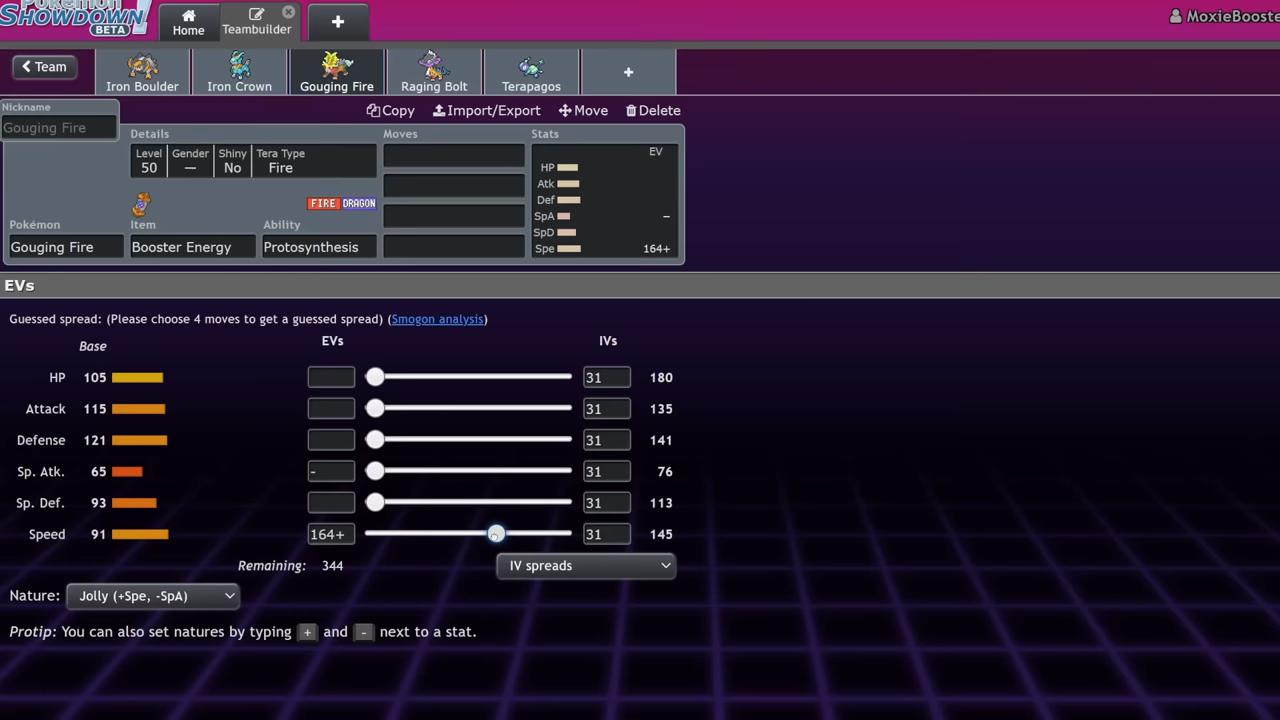 Pokémon
SHOWDOWN!
BETA
Home
Teambuilder
+
MoxieBooste
Team
Iron Boulder
Iron Crown
Gouging Fire
Raging Bolt
Terapagos
+
Nickname
Gouging Fire
Copy
Import/Export
Move
Delete
Details
Moves
Stats
Level
Gender
Shiny
Tera Type
50
—
No
Fire
EV
HP
Atk
Def
SpA –
SpD
Spe 164+
FIRE DRAGON
Pokémon
Item
Ability
Gouging Fire
Booster Energy
Protosynthesis
EVs
Guessed spread: (Please choose 4 moves to get a guessed spread) (Smogon analysis)
Base EVs IVs
HP 105 31 180
Attack 115 31 135
Defense 121 31 141
Sp. Atk. 65 - 31 76
Sp. Def. 93 31 113
Speed 91 164+ 31 145
Remaining: 344 IV spreads
Nature: Jolly (+Spe, -SpA)
Protip: You can also set natures by typing + and - next to a stat.